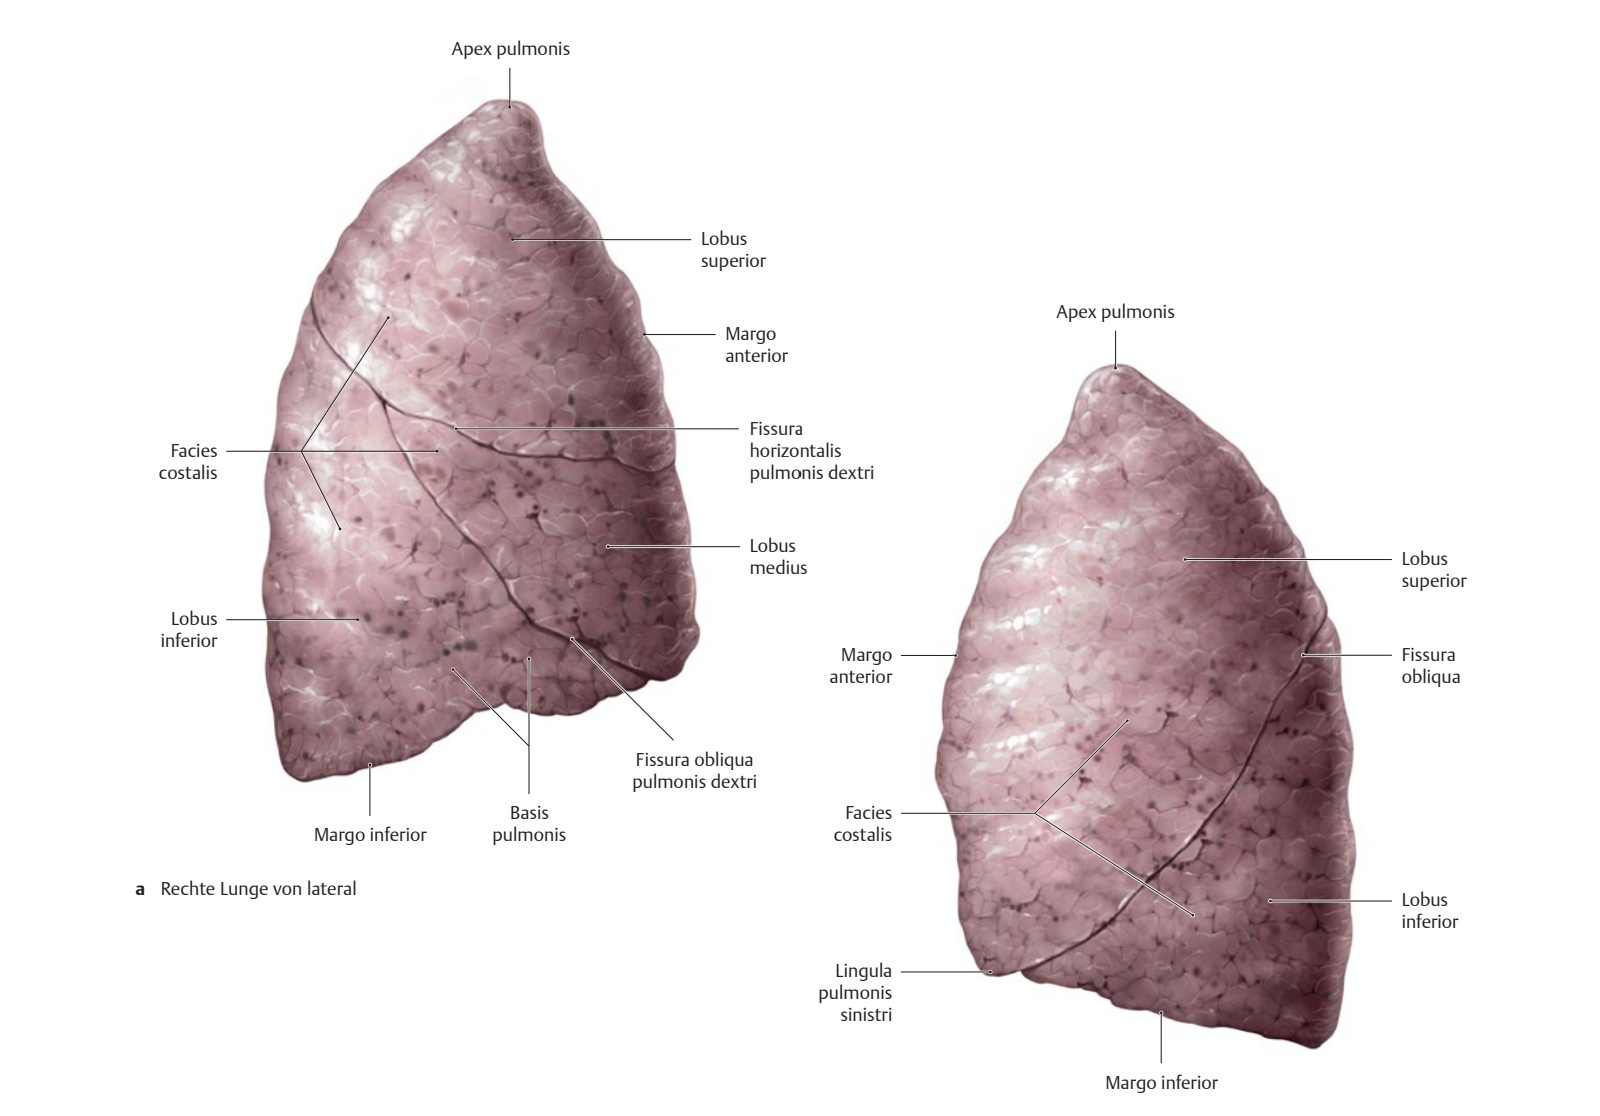 Apex pulmonis
Lobus
superior
Margo
anterior
Fissura
horizontalis
pulmonis dextri
Facies
costalis
Lobus
medius
Lobus
inferior
Fissura obliqua
pulmonis dextri
Basis
pulmonis
Margo inferior
a Rechte Lunge von lateral
Apex pulmonis
Lobus
superior
Margo
anterior
Fissura
obliqua
Facies
costalis
Lobus
inferior
Lingula
pulmonis
sinistri
Margo inferior